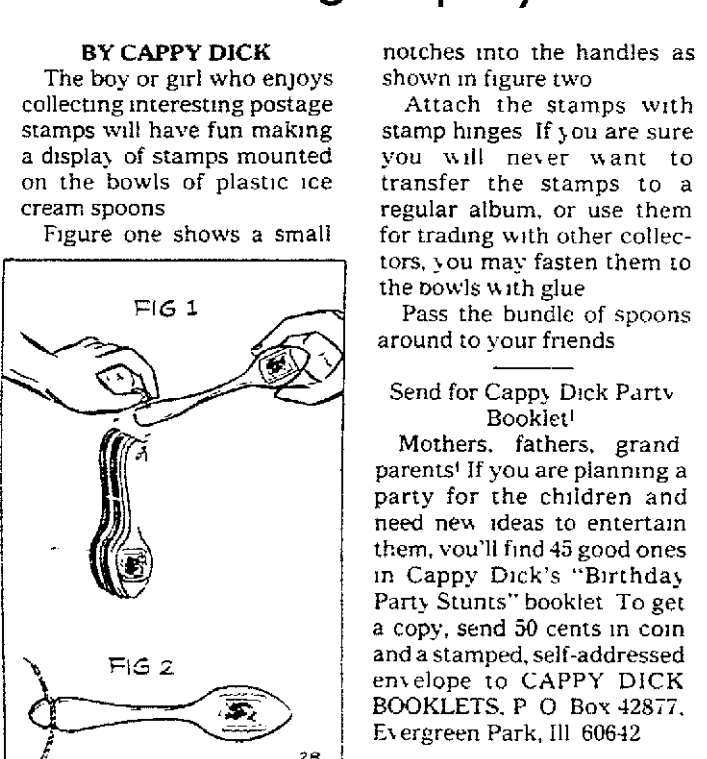 BY CAPPY DICK
The boy or girl who enjoys
collecting interesting postage
stamps will have fun making
a display of stamps mounted
on the bowls of plastic ice
cream spoons
Figure one shows a small
FIG 1
FIG 2
28
notches into the handles as
shown in figure two
Attach the stamps with
stamp hinges If you are sure
you will never want to
transfer the stamps to a
regular album, or use them
for trading with other collec-
tors, you may fasten them to
the bowls with glue
Pass the bundle of spoons
around to your friends
Send for Cappy Dick Party
Booklet!
Mothers, fathers, grand
parents! If you are planning a
party for the children and
need new ideas to entertain
them, you'll find 45 good ones
in Cappy Dick's "Birthday
Party Stunts" booklet To get
a copy, send 50 cents in coin
and a stamped, self-addressed
envelope to CAPPY DICK
BOOKLETS, P O Box 42877,
Evergreen Park, Ill 60642